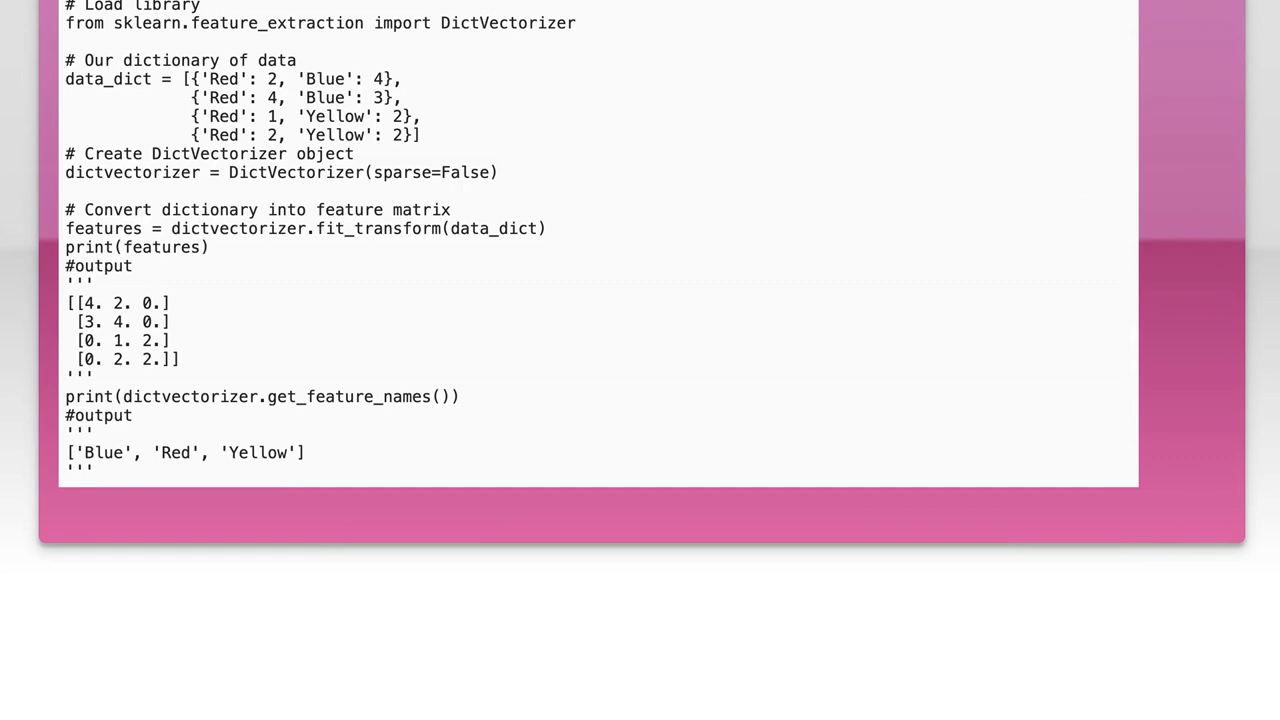 # Load library
from sklearn.feature_extraction import DictVectorizer
# Our dictionary of data
data_dict = [{'Red': 2, 'Blue': 4},
             {'Red': 4, 'Blue': 3},
             {'Red': 1, 'Yellow': 2},
             {'Red': 2, 'Yellow': 2}]
# Create DictVectorizer object
dictvectorizer = DictVectorizer(sparse=False)
# Convert dictionary into feature matrix
features = dictvectorizer.fit_transform(data_dict)
print(features)
#output
'''
[[4. 2. 0.]
 [3. 4. 0.]
 [0. 1. 2.]
 [0. 2. 2.]]
'''
print(dictvectorizer.get_feature_names())
#output
'''
['Blue', 'Red', 'Yellow']
'''